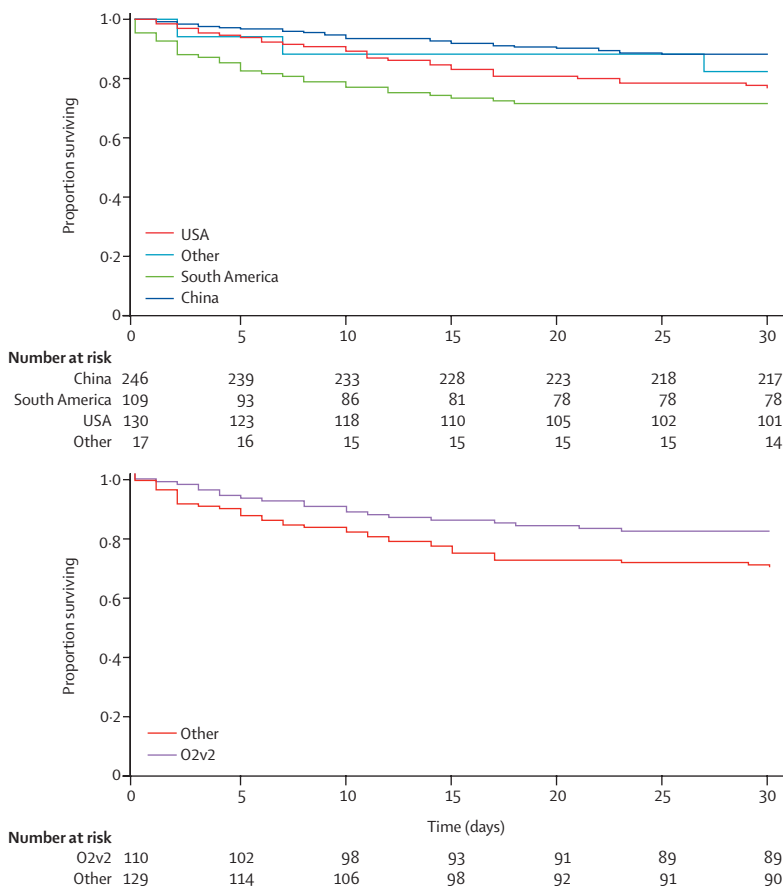 1·0
0·8
0·6
0·4
0·2
0
Proportion surviving
USA
Other
South America
China
0 5 10 15 20 25 30
Number at risk
China 246 239 233 228 223 218 217
South America 109 93 86 81 78 78 78
USA 130 123 118 110 105 102 101
Other 17 16 15 15 15 15 14
1·0
0·8
0·6
0·4
0·2
0
Proportion surviving
Other
O2v2
0 5 10 15 20 25 30
Time (days)
Number at risk
O2v2 110 102 98 93 91 89 89
Other 129 114 106 98 92 91 90